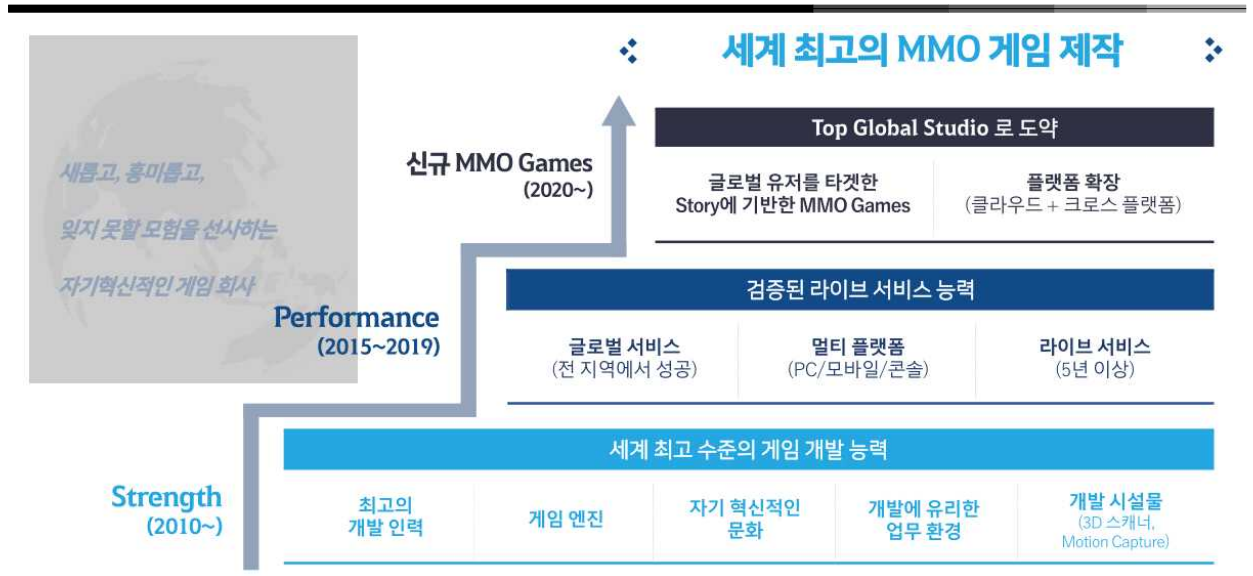 세계 최고의 MMO 게임 제작
새롭고, 흥미롭고,
잊지 못할 모험을 선사하는
자기혁신적인 게임 회사
신규 MMO Games
(2020~)
Top Global Studio 로 도약
글로벌 유저를 타겟한
Story에 기반한 MMO Games
플랫폼 확장
(클라우드 + 크로스 플랫폼)
Performance
(2015~2019)
검증된 라이브 서비스 능력
글로벌 서비스
(전 지역에서 성공)
멀티 플랫폼
(PC/모바일/콘솔)
라이브 서비스
(5년 이상)
Strength
(2010~)
세계 최고 수준의 게임 개발 능력
최고의
개발 인력
게임 엔진
자기 혁신적인
문화
개발에 유리한
업무 환경
개발 시설물
(3D 스캐너,
Motion Capture)